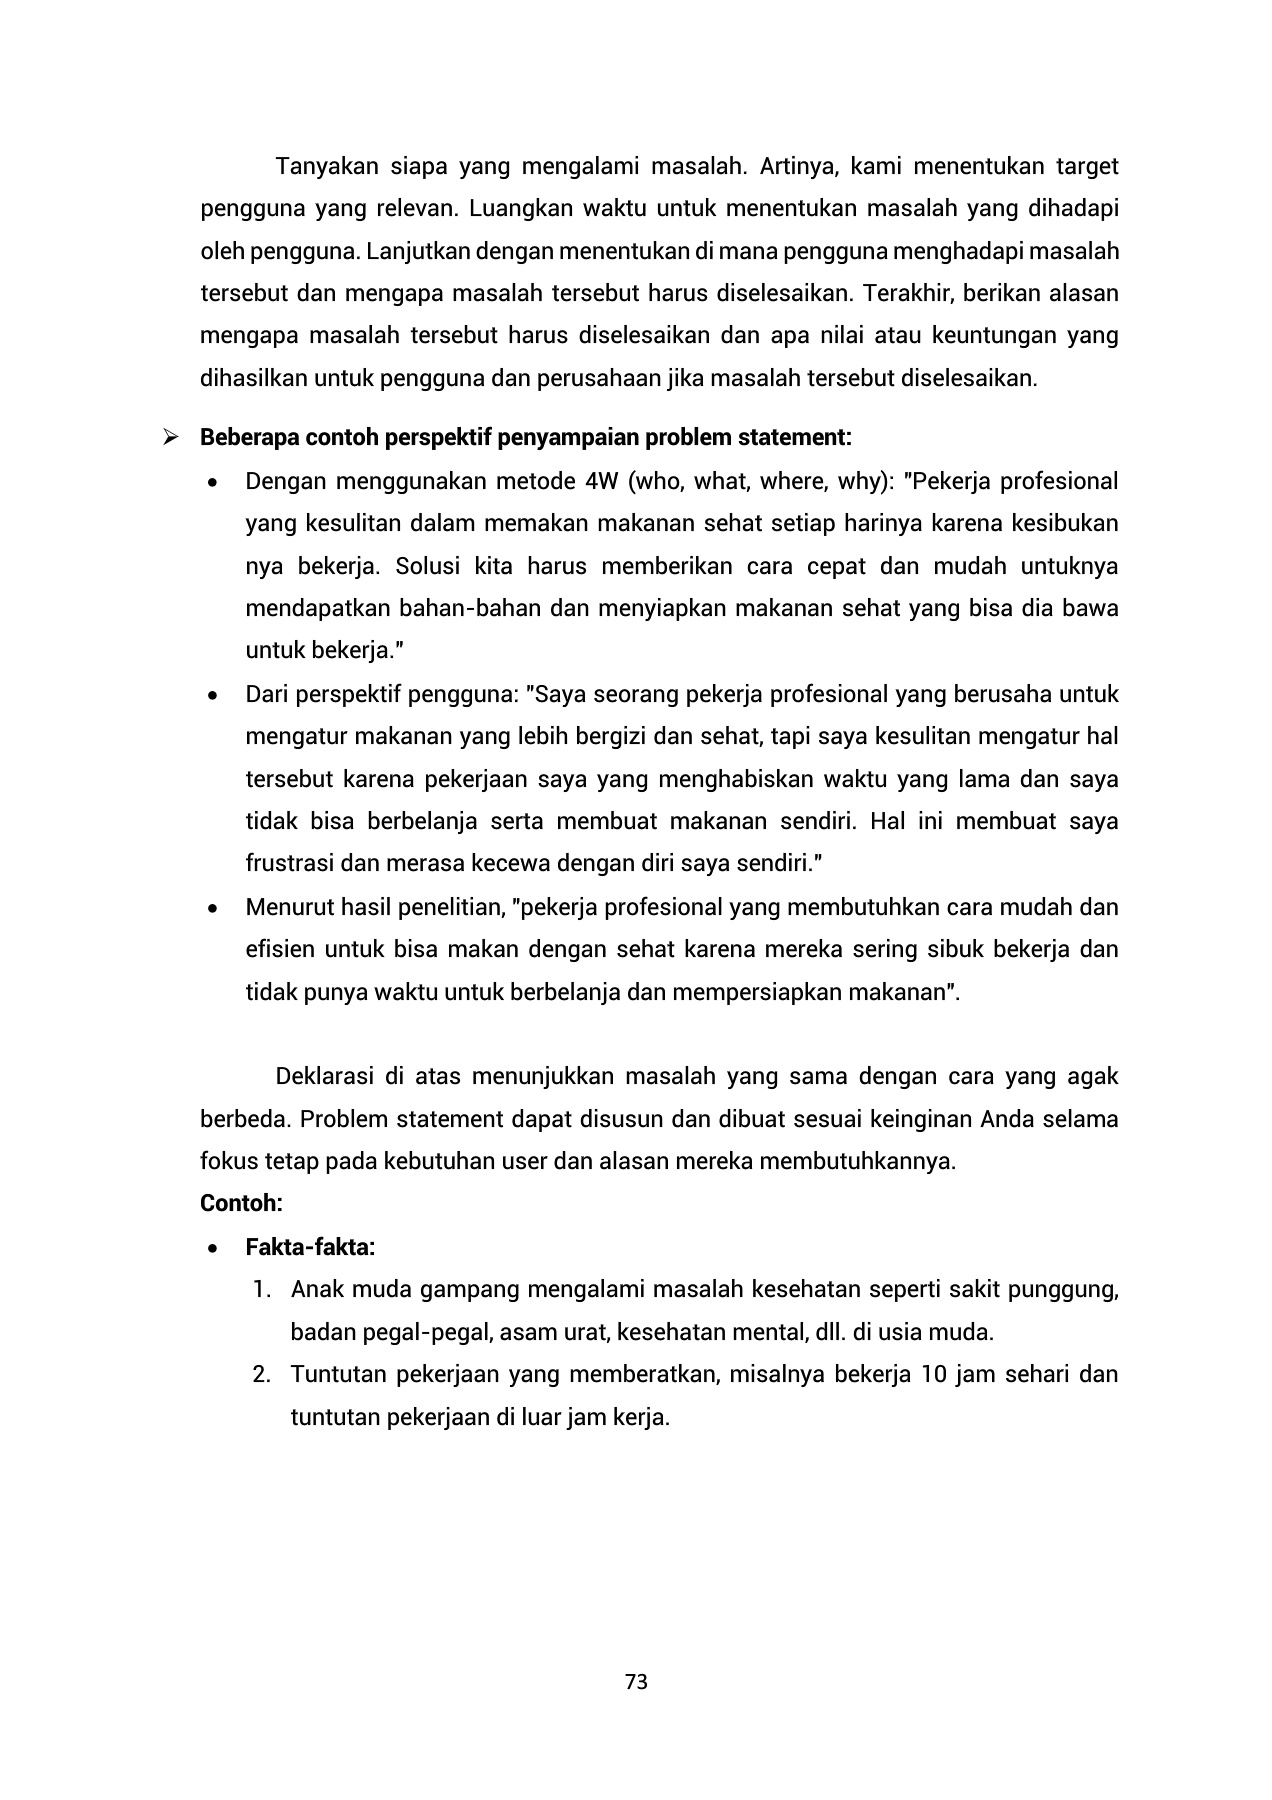 Tanyakan siapa yang mengalami masalah. Artinya, kami menentukan target
pengguna yang relevan. Luangkan waktu untuk menentukan masalah yang dihadapi
oleh pengguna. Lanjutkan dengan menentukan di mana pengguna menghadapi masalah
tersebut dan mengapa masalah tersebut harus diselesaikan. Terakhir, berikan alasan
mengapa masalah tersebut harus diselesaikan dan apa nilai atau keuntungan yang
dihasilkan untuk pengguna dan perusahaan jika masalah tersebut diselesaikan.
➢ Beberapa contoh perspektif penyampaian problem statement:
• Dengan menggunakan metode 4W (who, what, where, why): "Pekerja profesional
yang kesulitan dalam memakan makanan sehat setiap harinya karena kesibukan
nya bekerja. Solusi kita harus memberikan cara cepat dan mudah untuknya
mendapatkan bahan-bahan dan menyiapkan makanan sehat yang bisa dia bawa
untuk bekerja."
• Dari perspektif pengguna: "Saya seorang pekerja profesional yang berusaha untuk
mengatur makanan yang lebih bergizi dan sehat, tapi saya kesulitan mengatur hal
tersebut karena pekerjaan saya yang menghabiskan waktu yang lama dan saya
tidak bisa berbelanja serta membuat makanan sendiri. Hal ini membuat saya
frustrasi dan merasa kecewa dengan diri saya sendiri."
• Menurut hasil penelitian, "pekerja profesional yang membutuhkan cara mudah dan
efisien untuk bisa makan dengan sehat karena mereka sering sibuk bekerja dan
tidak punya waktu untuk berbelanja dan mempersiapkan makanan".
Deklarasi di atas menunjukkan masalah yang sama dengan cara yang agak
berbeda. Problem statement dapat disusun dan dibuat sesuai keinginan Anda selama
fokus tetap pada kebutuhan user dan alasan mereka membutuhkannya.
Contoh:
• Fakta-fakta:
1. Anak muda gampang mengalami masalah kesehatan seperti sakit punggung,
badan pegal-pegal, asam urat, kesehatan mental, dll. di usia muda.
2. Tuntutan pekerjaan yang memberatkan, misalnya bekerja 10 jam sehari dan
tuntutan pekerjaan di luar jam kerja.
73